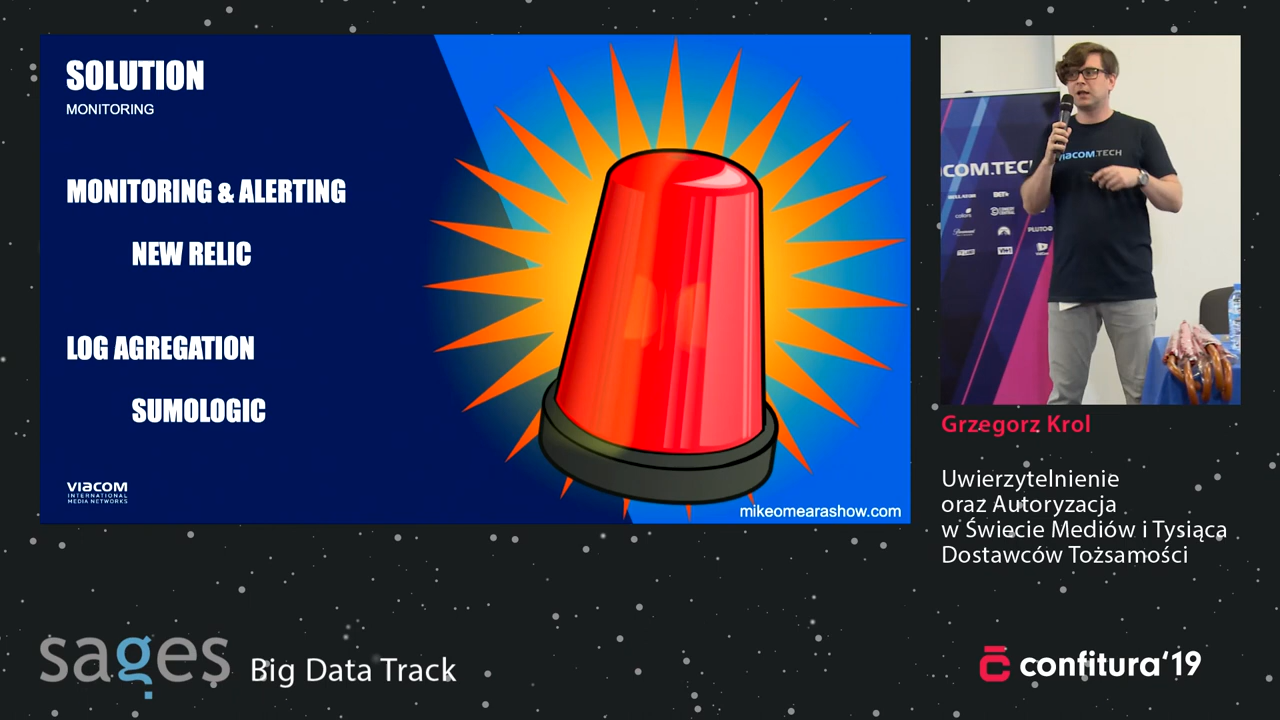 SOLUTION
MONITORING
MONITORING & ALERTING
NEW RELIC
LOG AGREGATION
SUMOLOGIC
VIACOM
INTERNATIONAL
MEDIA NETWORKS
mikeomearashow.com
VIACOM.TECH
COM.TECH
PLUTO
Grzegorz Krol
Uwierzytelnienie
oraz Autoryzacja
w Świecie Mediów i Tysiąca
Dostawców Tożsamości
sages
Big Data Track
confitura'19